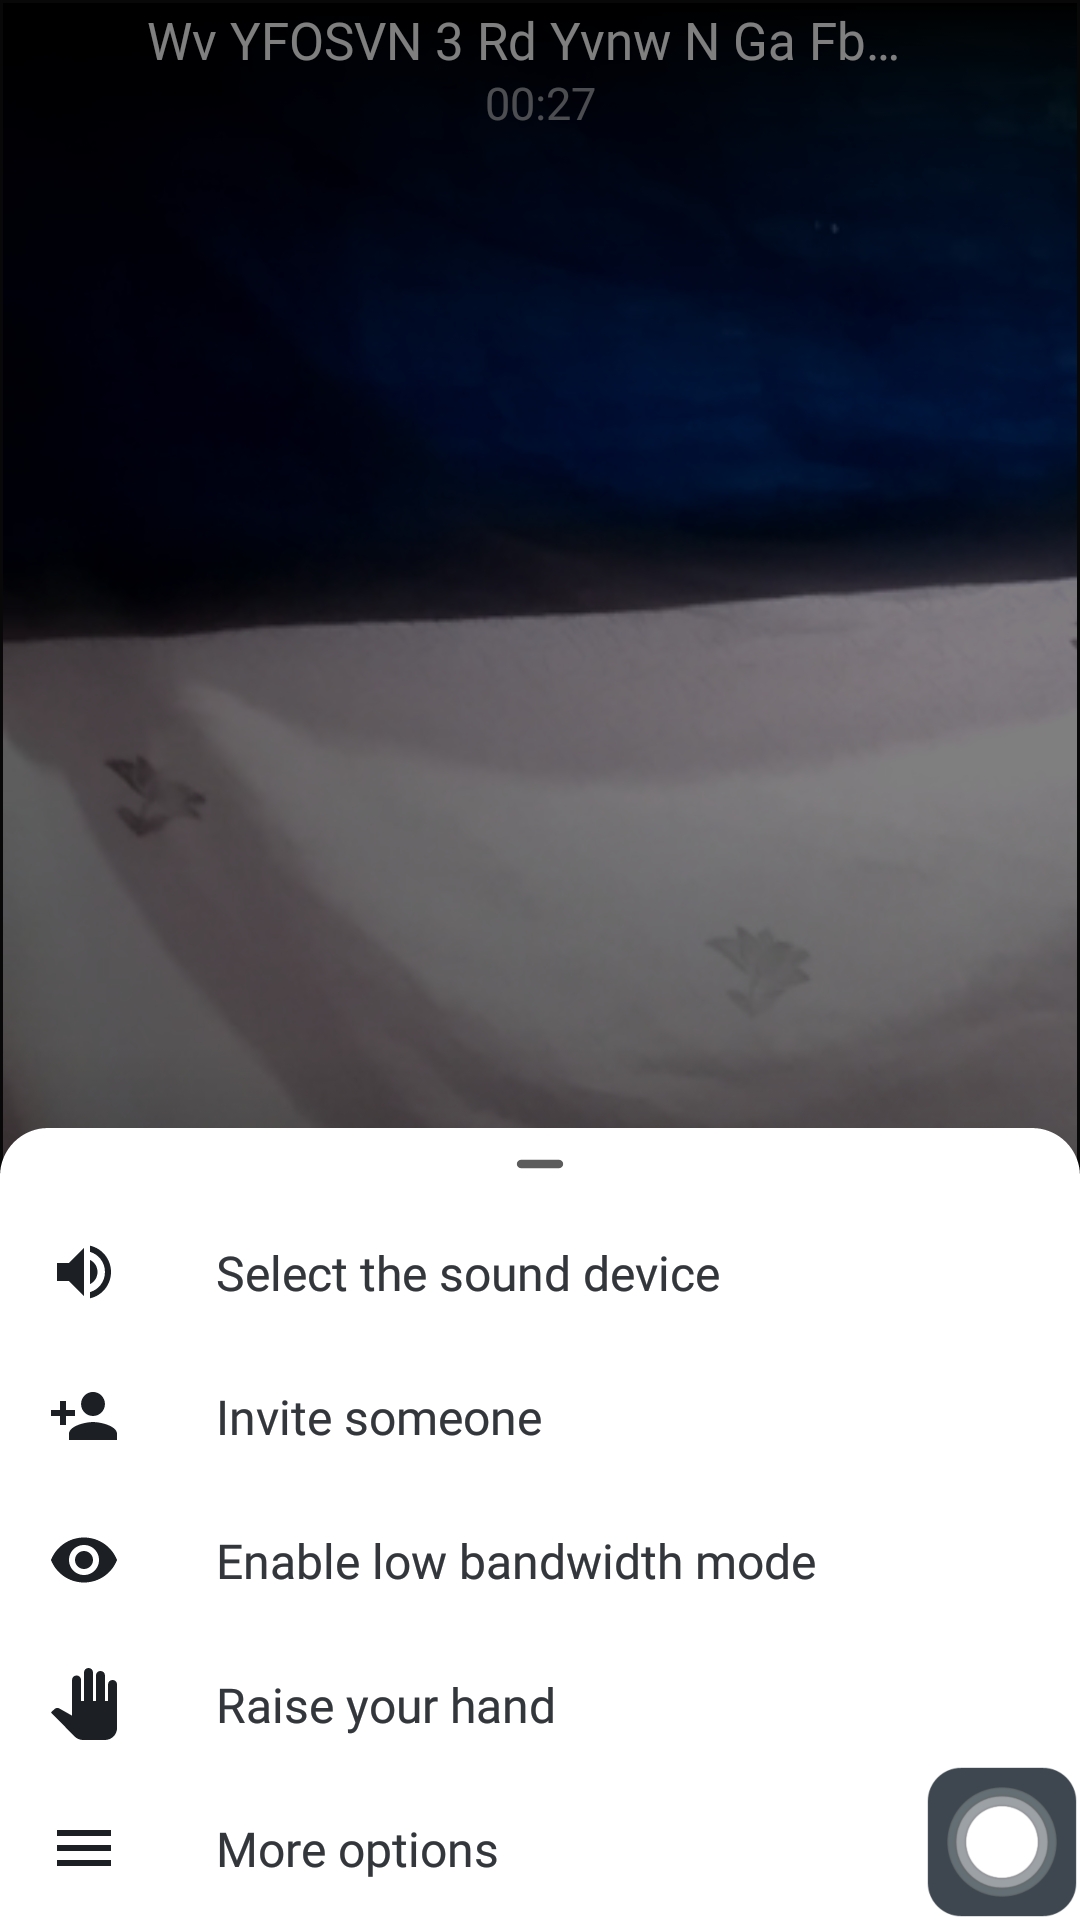 Wv YFOSVN 3 Rd Yvnw N Ga Fb...
00:27
Select the sound device
Invite someone
Enable low bandwidth mode
Raise your hand
More options